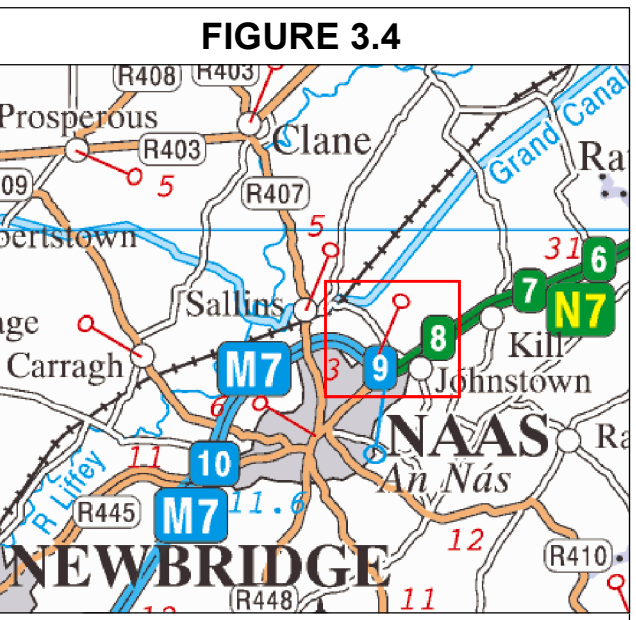 FIGURE 3.4
R408
R403
Prosperous
Clane
R403
Grand Canal
Ra
5
09
R407
bertstown
5
31
6
7
N7
Sallins
age
8
Kill
Carragh
M7
3
9
Johnstown
6
NAAS
Ra
An Nás
11
10
R Liffey
M7
11.6
R445
12
NEWBRIDGE
R410
R448
11